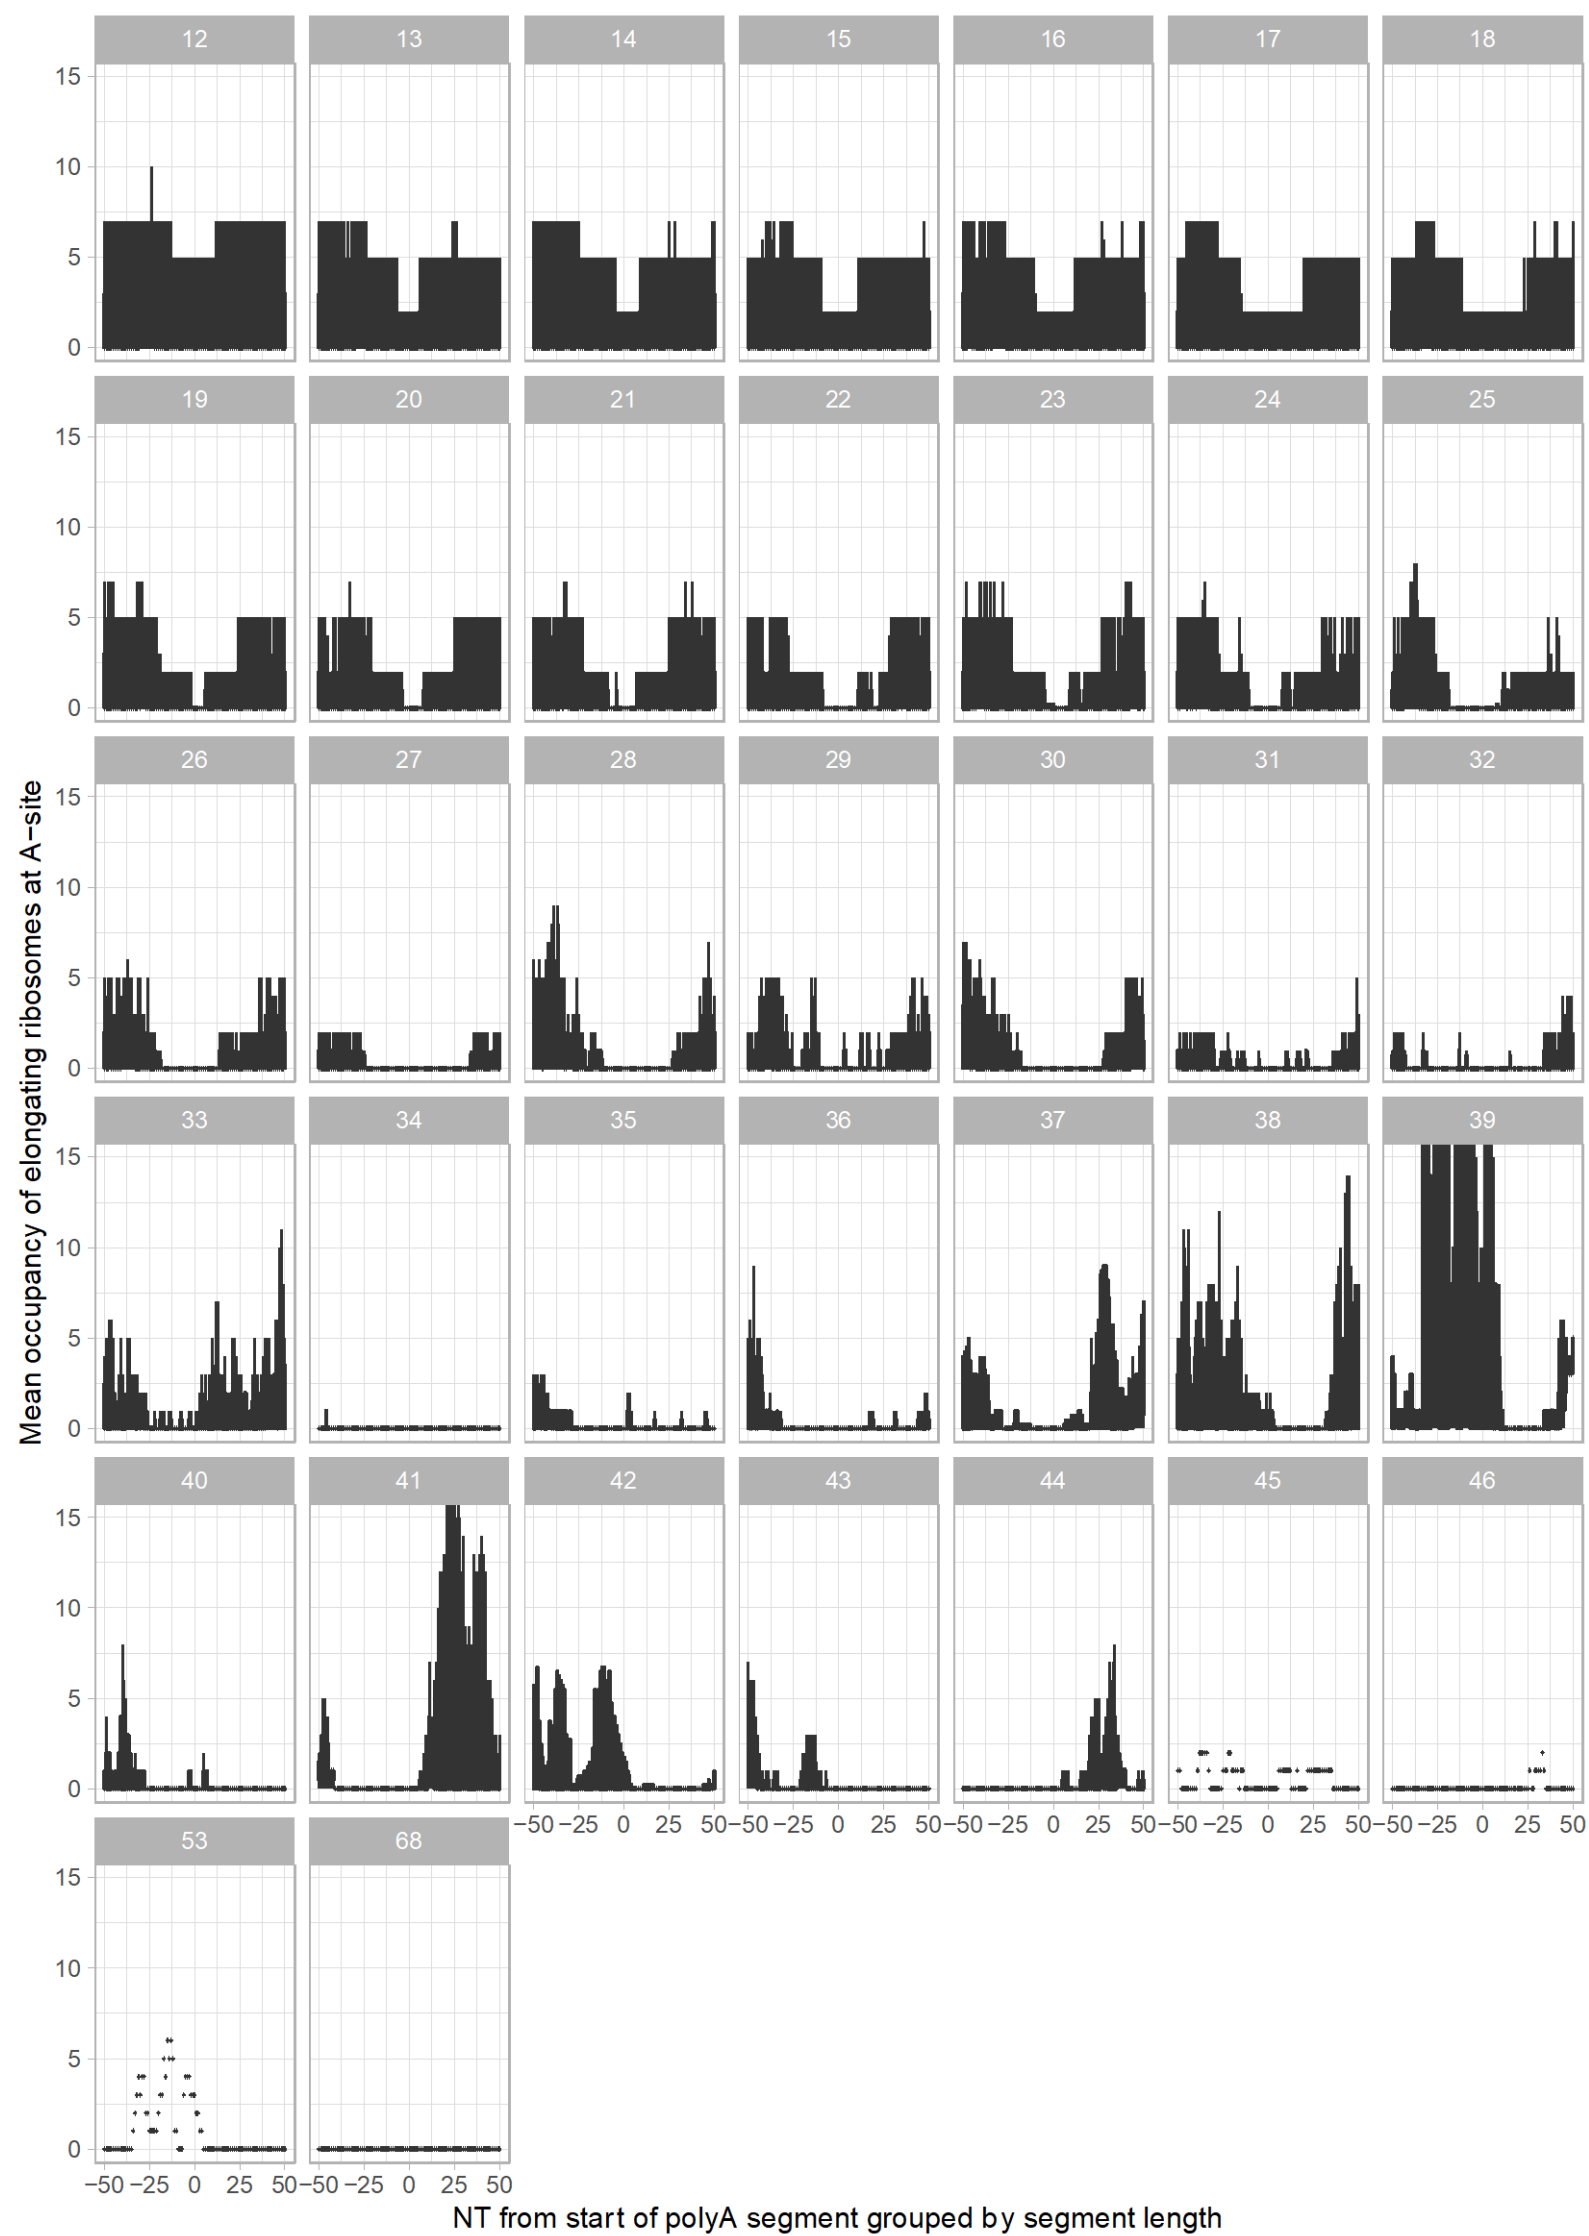 12 13 14 15 16 17 18
15
10
5
0
19 20 21 22 23 24 25
15
10
5
0
26 27 28 29 30 31 32
15
10
5
0
33 34 35 36 37 38 39
15
10
5
0
40 41 42 43 44 45 46
15
10
5
0
−50 −25 0 25 50 −50 −25 0 25 50 −50 −25 0 25 50 −50 −25 0 25 50 −50 −25 0 25 50
53 68
15
10
5
0
−50 −25 0 25 50 −50 −25 0 25 50
Mean occupancy of elongating ribosomes at A−site
NT from start of polyA segment grouped by segment length